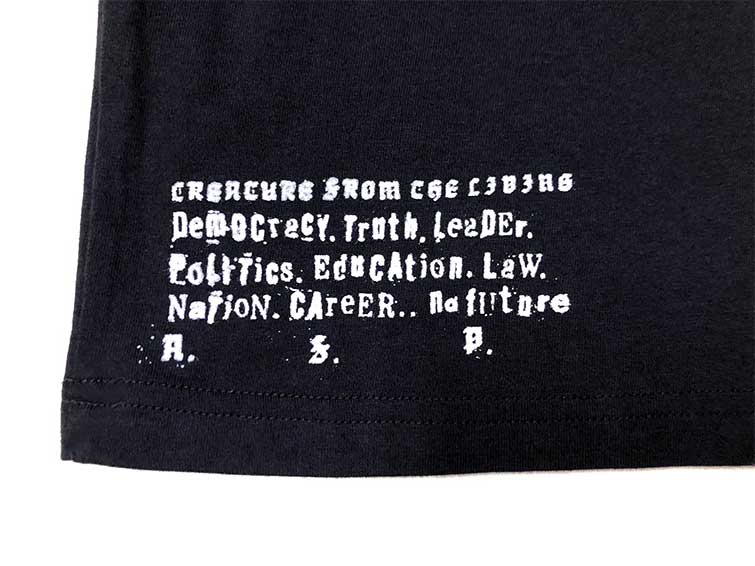 CREATURE FROM THE LIVING
DeMOCraCY. Truth. LeaDEr.
PoLiTics. EdUCAtion. LaW.
NaTioN. CAreER.. no fUture
A. S. P.